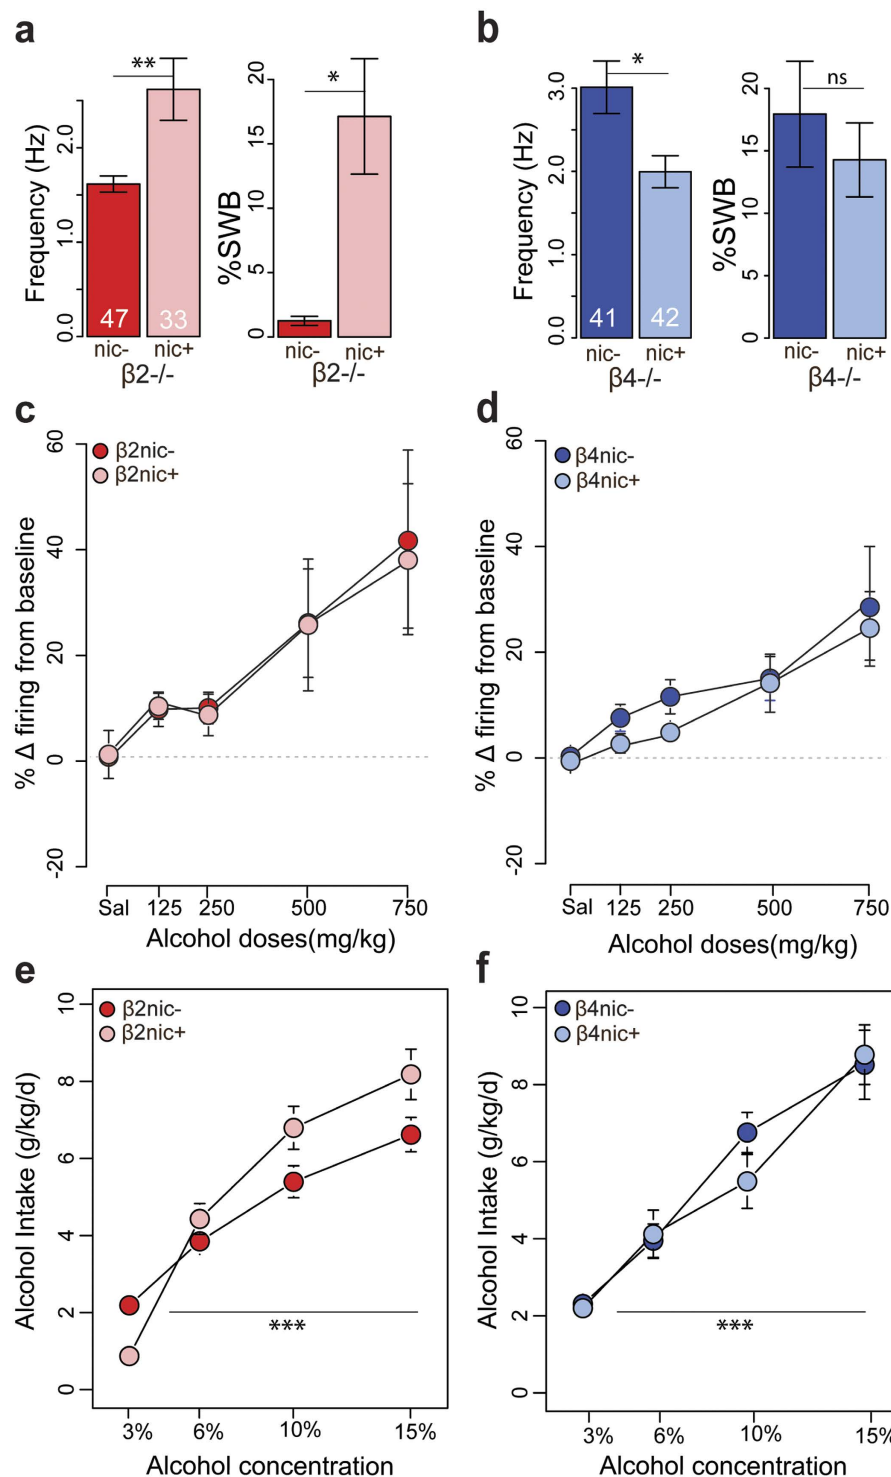 a
**
*
Frequency (Hz)
0.0 1.0 2.0
47 33
nic- nic+
β2-/-
%SWB
0 5 10 15 20
nic- nic+
β2-/-
b
*
ns
Frequency (Hz)
0.0 1.0 2.0 3.0
41 42
nic- nic+
β4-/-
%SWB
0 5 10 15 20
nic- nic+
β4-/-
c
β2nic-
β2nic+
% Δ firing from baseline
-20 0 20 40 60
Sal 125 250 500 750
Alcohol doses(mg/kg)
d
β4nic-
β4nic+
% Δ firing from baseline
-20 0 20 40 60
Sal 125 250 500 750
Alcohol doses(mg/kg)
e
β2nic-
β2nic+
Alcohol Intake (g/kg/d)
0 2 4 6 8 10
***
3% 6% 10% 15%
Alcohol concentration
f
β4nic-
β4nic+
Alcohol Intake (g/kg/d)
0 2 4 6 8 10
***
3% 6% 10% 15%
Alcohol concentration